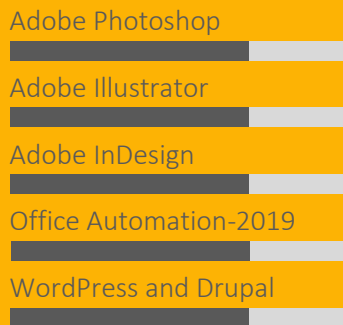 Adobe Photoshop
Adobe Illustrator
Adobe InDesign
Office Automation-2019
WordPress and Drupal